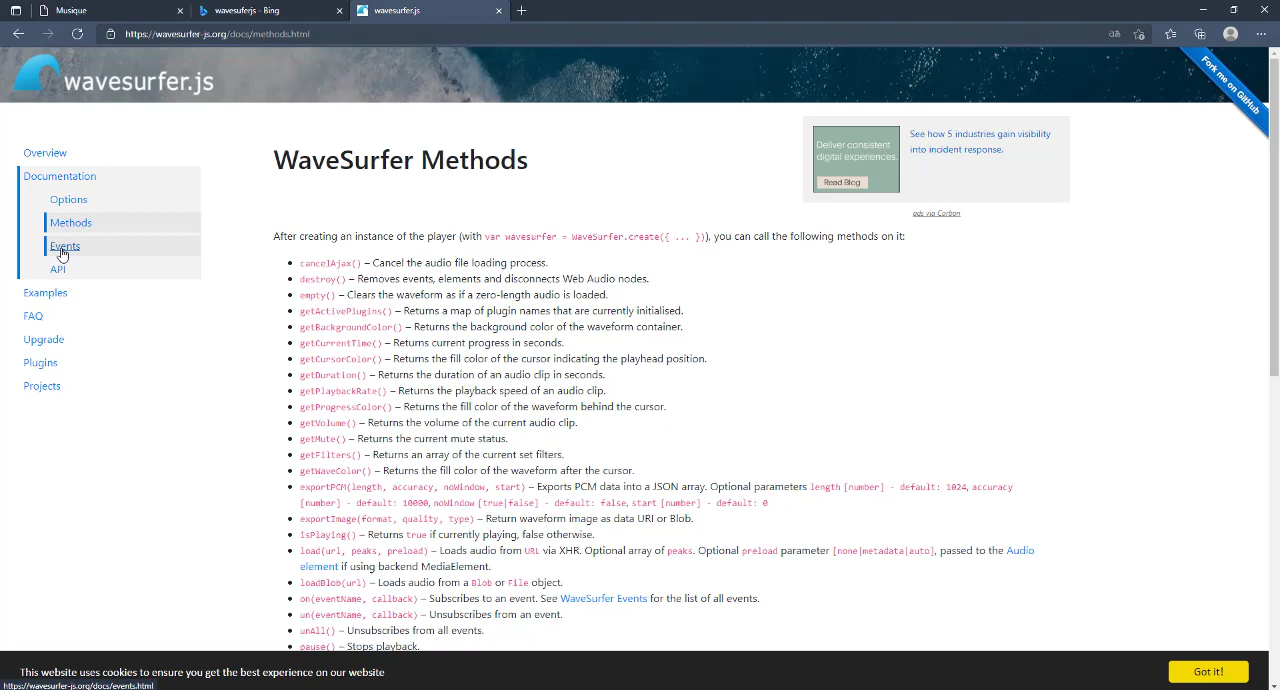 Musique
wavesuferjs - Bing
wavesurfer.js
https://wavesurfer-js.org/docs/methods.html
wavesurfer.js
Fork me on GitHub
Overview
Documentation
Options
Methods
Events
API
Examples
FAQ
Upgrade
Plugins
Projects
WaveSurfer Methods
Deliver consistent
digital experiences.
Read Blog
See how 5 industries gain visibility
into incident response.
ads via Carbon
After creating an instance of the player (with var wavesurfer = WaveSurfer.create({ ... })), you can call the following methods on it:
cancelAjax() – Cancel the audio file loading process.
destroy() – Removes events, elements and disconnects Web Audio nodes.
empty() – Clears the waveform as if a zero-length audio is loaded.
getActivePlugins() – Returns a map of plugin names that are currently initialised.
getBackgroundColor() – Returns the background color of the waveform container.
getCurrentTime() – Returns current progress in seconds.
getCursorColor() – Returns the fill color of the cursor indicating the playhead position.
getDuration() – Returns the duration of an audio clip in seconds.
getPlaybackRate() – Returns the playback speed of an audio clip.
getProgressColor() – Returns the fill color of the waveform behind the cursor.
getVolume() – Returns the volume of the current audio clip.
getMute() – Returns the current mute status.
getFilters() – Returns an array of the current set filters.
getWaveColor() – Returns the fill color of the waveform after the cursor.
exportPCM(length, accuracy, noWindow, start) – Exports PCM data into a JSON array. Optional parameters length [number] - default: 1024, accuracy
[number] - default: 10000, noWindow [true|false] - default: false, start [number] - default: 0
exportImage(format, quality, type) – Return waveform image as data URI or Blob.
isPlaying() – Returns true if currently playing, false otherwise.
load(url, peaks, preload) – Loads audio from URL via XHR. Optional array of peaks. Optional preload parameter [none|metadata|auto], passed to the Audio
element if using backend MediaElement.
loadBlob(url) – Loads audio from a Blob or File object.
on(eventName, callback) – Subscribes to an event. See WaveSurfer Events for the list of all events.
un(eventName, callback) – Unsubscribes from an event.
unAll() – Unsubscribes from all events.
pause() – Stops playback.
This website uses cookies to ensure you get the best experience on our website
Got it!
https://wavesurfer-js.org/docs/events.html